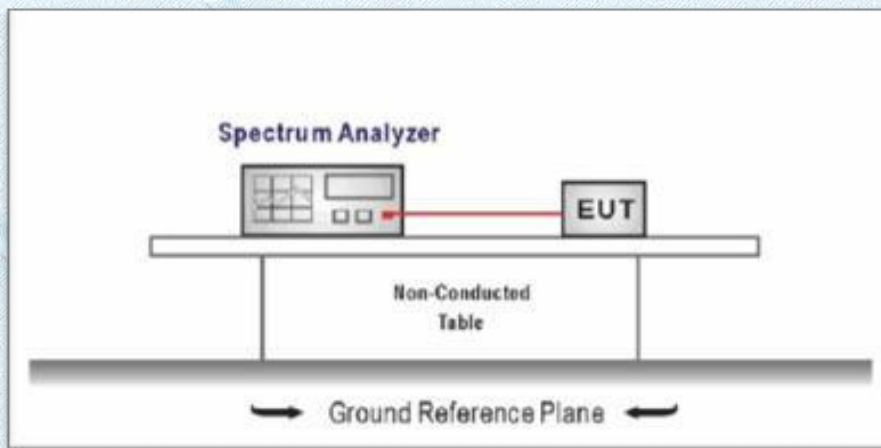 Spectrum Analyzer
EUT
Non-Conducted
Table
Ground Reference Plane